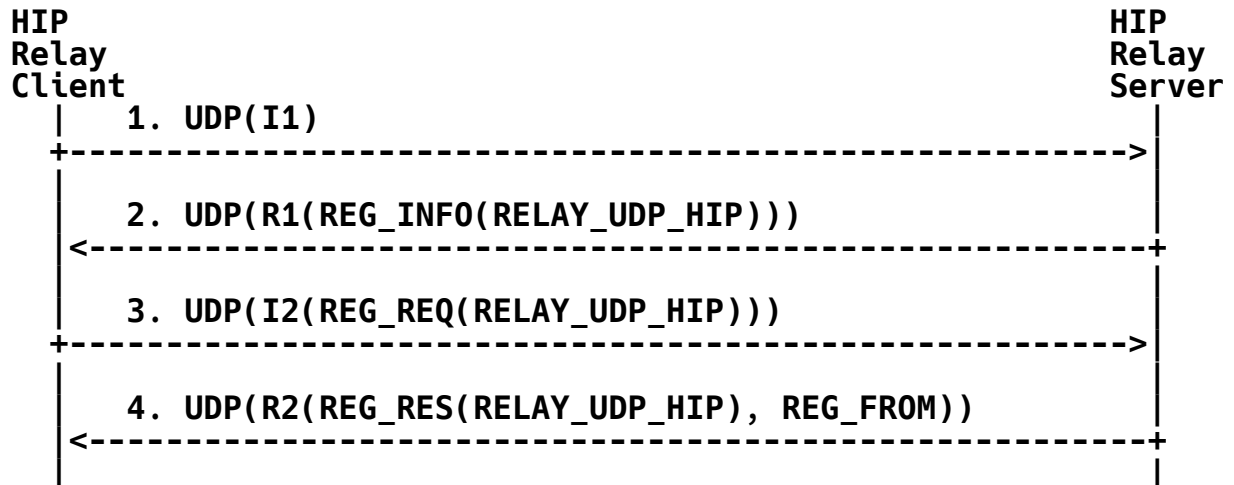 HIP HIP
Relay Relay
Client Server
1. UDP(I1)
2. UDP(R1(REG_INFO(RELAY_UDP_HIP)))
3. UDP(I2(REG_REQ(RELAY_UDP_HIP)))
4. UDP(R2(REG_RES(RELAY_UDP_HIP), REG_FROM))